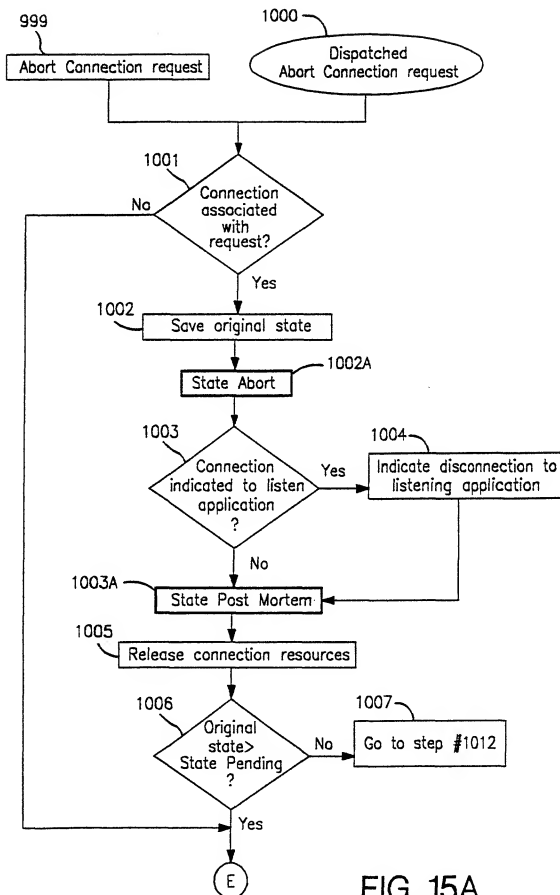 999
Abort Connection request
1000
Dispatched
Abort Connection request
1001
No
Connection
associated
with
request?
Yes
1002
Save original state
1002A
State Abort
1003
Connection
indicated to listen
application
?
Yes
1004
Indicate disconnection to
listening application
No
1003A
State Post Mortem
1005
Release connection resources
1006
Original
state>
State Pending
?
No
1007
Go to step #1012
Yes
E
FIG. 15A